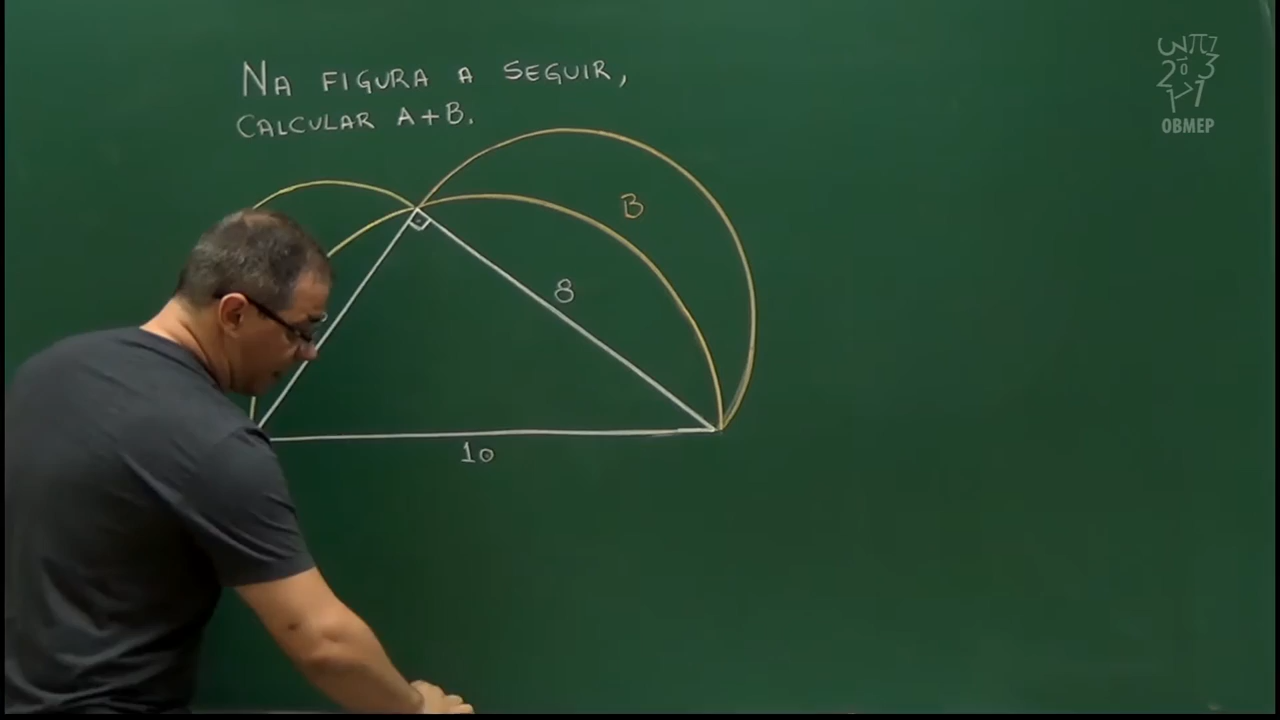 NA FIGURA A SEGUIR,
CALCULAR A+B.
B
8
10
OBMEP